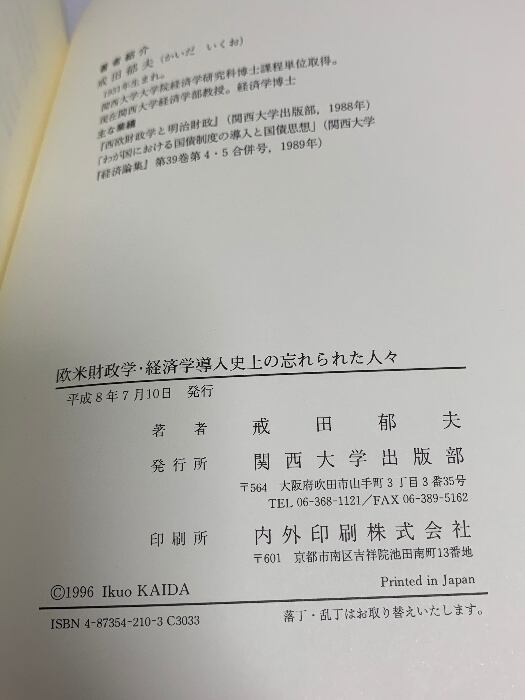 著者紹介
戒田郁夫（かいだ いくお）
1933年生まれ。
関西大学大学院経済学研究科博士課程単位取得。
現在関西大学経済学部教授。経済学博士
主な業績
『西欧財政学と明治財政』（関西大学出版部，1988年）
「わが国における国債制度の導入と国債思想」（関西大学
『経済論集』第39巻第4・5合併号，1989年）
欧米財政学・経済学導入史上の忘れられた人々
平成8年7月10日 発行
著者 戒田郁夫
発行所 関西大学出版部
〒564 大阪府吹田市山手町3丁目3番35号
TEL 06-368-1121／FAX 06-389-5162
印刷所 内外印刷株式会社
〒601 京都市南区吉祥院池田南町13番地
©1996 Ikuo KAIDA Printed in Japan
ISBN 4-87354-210-3 C3033 落丁・乱丁はお取り替えいたします。